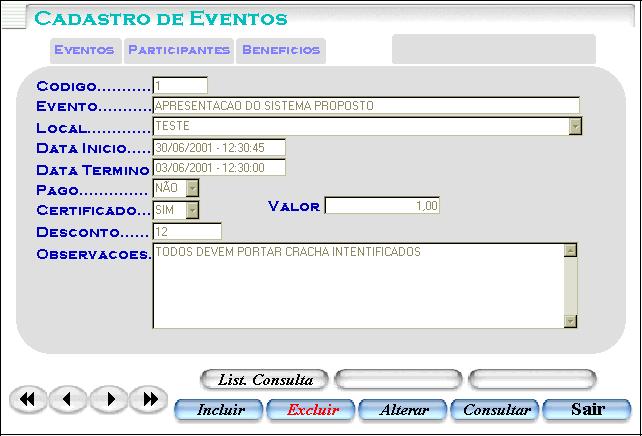 Cadastro de Eventos
Eventos Participantes Beneficios
Codigo........... 1
Evento.......... APRESENTACAO DO SISTEMA PROPOSTO
Local............ TESTE
Data Inicio..... 30/06/2001 - 12:30:45
Data Termino 03/06/2001 - 12:30:00
Pago.............. NÃO
Certificado... SIM Valor 1,00
Desconto...... 12
Observacoes. TODOS DEVEM PORTAR CRACHA INTENTIFICADOS
List. Consulta
Incluir Excluir Alterar Consultar Sair